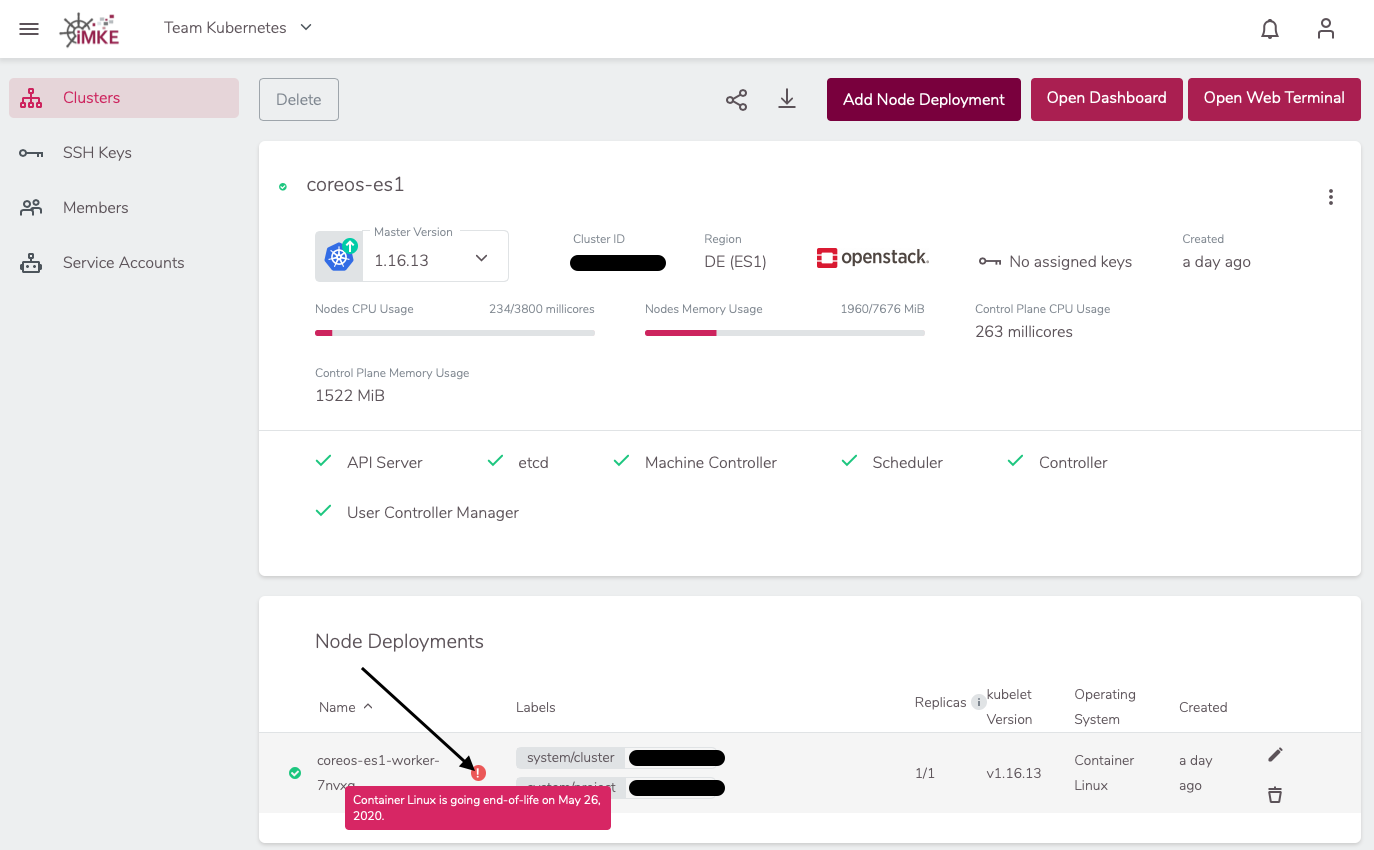 iMKE
Team Kubernetes
Clusters
SSH Keys
Members
Service Accounts
Delete
Add Node Deployment
Open Dashboard
Open Web Terminal
coreos-es1
Master Version
1.16.13
Cluster ID
Region
DE (ES1)
openstack.
No assigned keys
Created
a day ago
Nodes CPU Usage
234/3800 millicores
Nodes Memory Usage
1960/7676 MiB
Control Plane CPU Usage
263 millicores
Control Plane Memory Usage
1522 MiB
API Server
etcd
Machine Controller
Scheduler
Controller
User Controller Manager
Node Deployments
Name
Labels
Replicas
i
kubelet
Version
Operating
System
Created
coreos-es1-worker-
!
system/cluster
system/project
1/1
v1.16.13
Container
Linux
a day
ago
Container Linux is going end-of-life on May 26,
2020.